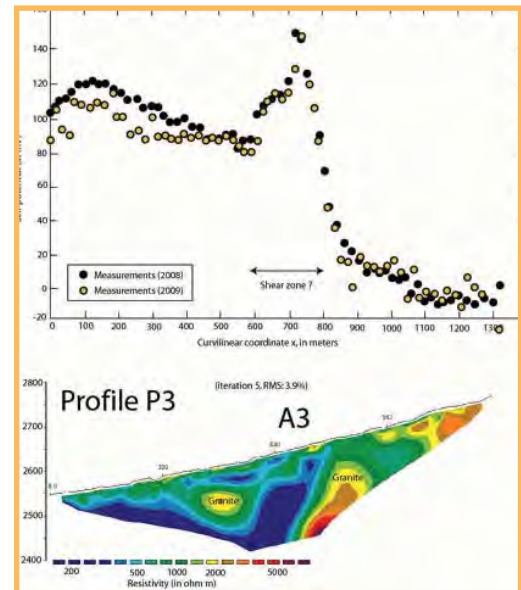 120
100
80
60
40
20
0
-20
Measurements (2008)
Measurements (2009)
Shear zone ?
0 100 200 300 400 500 600 700 800 900 1000 1100 1200 1300
Curvilinear coordinate x, in meters
2800
2700
2600
2500
2400
Profile P3
(iteration 5, RMS: 3.9%)
A3
Granite
Granite
200 500 1000 2000 5000
Resistivity (in ohm m)